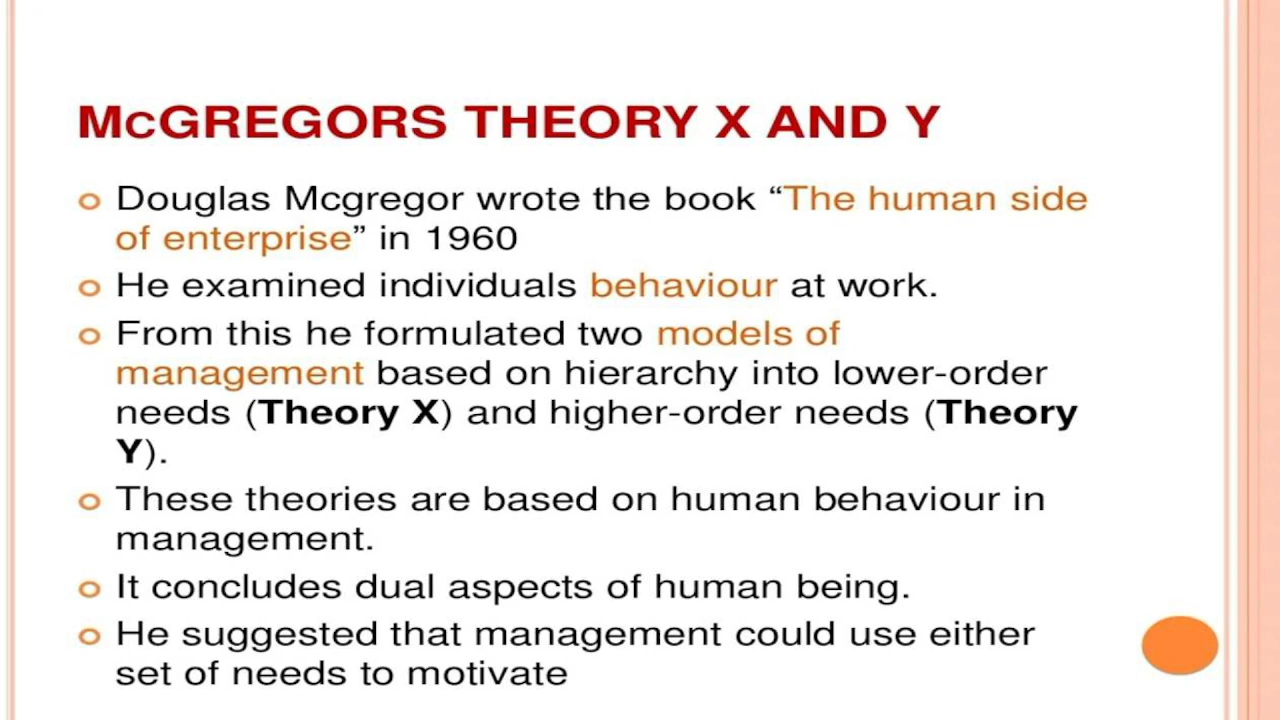 McGREGORS THEORY X AND Y
Douglas Mcgregor wrote the book “The human side
of enterprise” in 1960
He examined individuals behaviour at work.
From this he formulated two models of
management based on hierarchy into lower-order
needs (Theory X) and higher-order needs (Theory
Y).
These theories are based on human behaviour in
management.
It concludes dual aspects of human being.
He suggested that management could use either
set of needs to motivate